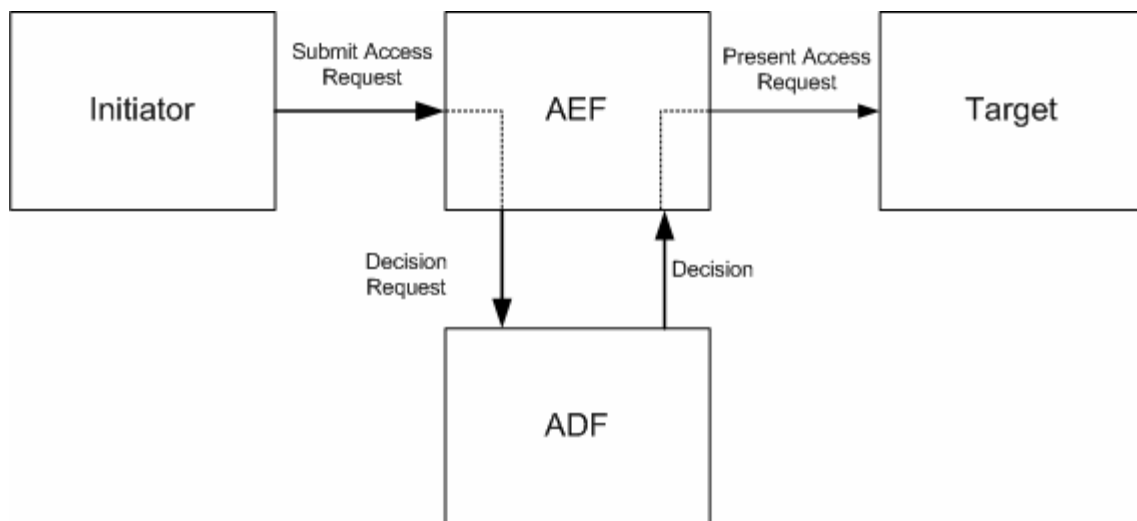 Initiator
Submit Access
Request
AEF
Present Access
Request
Target
Decision
Request
Decision
ADF